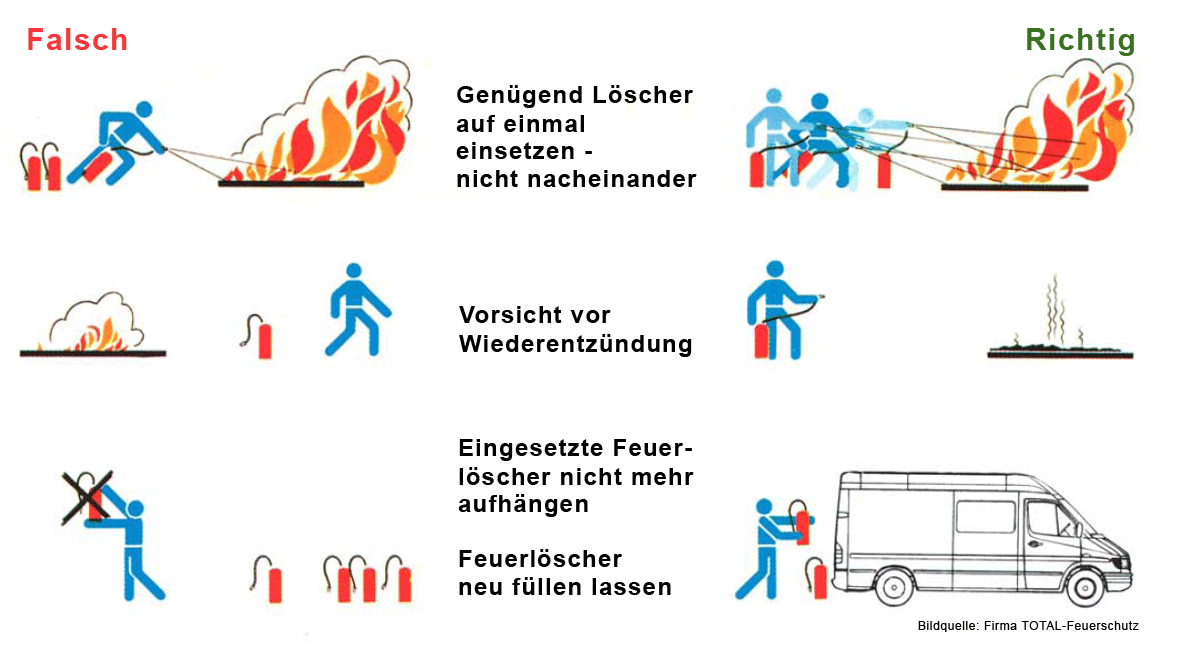 Falsch
Richtig
Genügend Löscher
auf einmal
einsetzen -
nicht nacheinander
Vorsicht vor
Wiederentzündung
Eingesetzte Feuer-
löscher nicht mehr
aufhängen
Feuerlöscher
neu füllen lassen
Bildquelle: Firma TOTAL-Feuerschutz